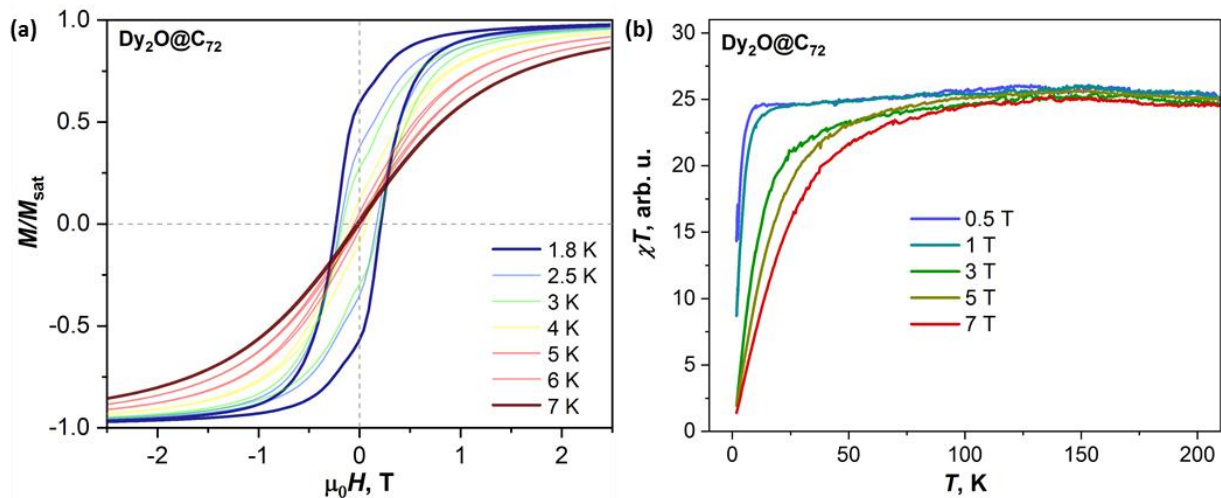 (a)
Dy2O@C72
1.0
0.5
0.0
-0.5
-1.0
M/Msat
1.8 K
2.5 K
3 K
4 K
5 K
6 K
7 K
-2
-1
0
1
2
μ0H, T
(b)
Dy2O@C72
30
25
20
15
10
5
0
χT, arb. u.
0.5 T
1 T
3 T
5 T
7 T
0
50
100
150
200
T, K